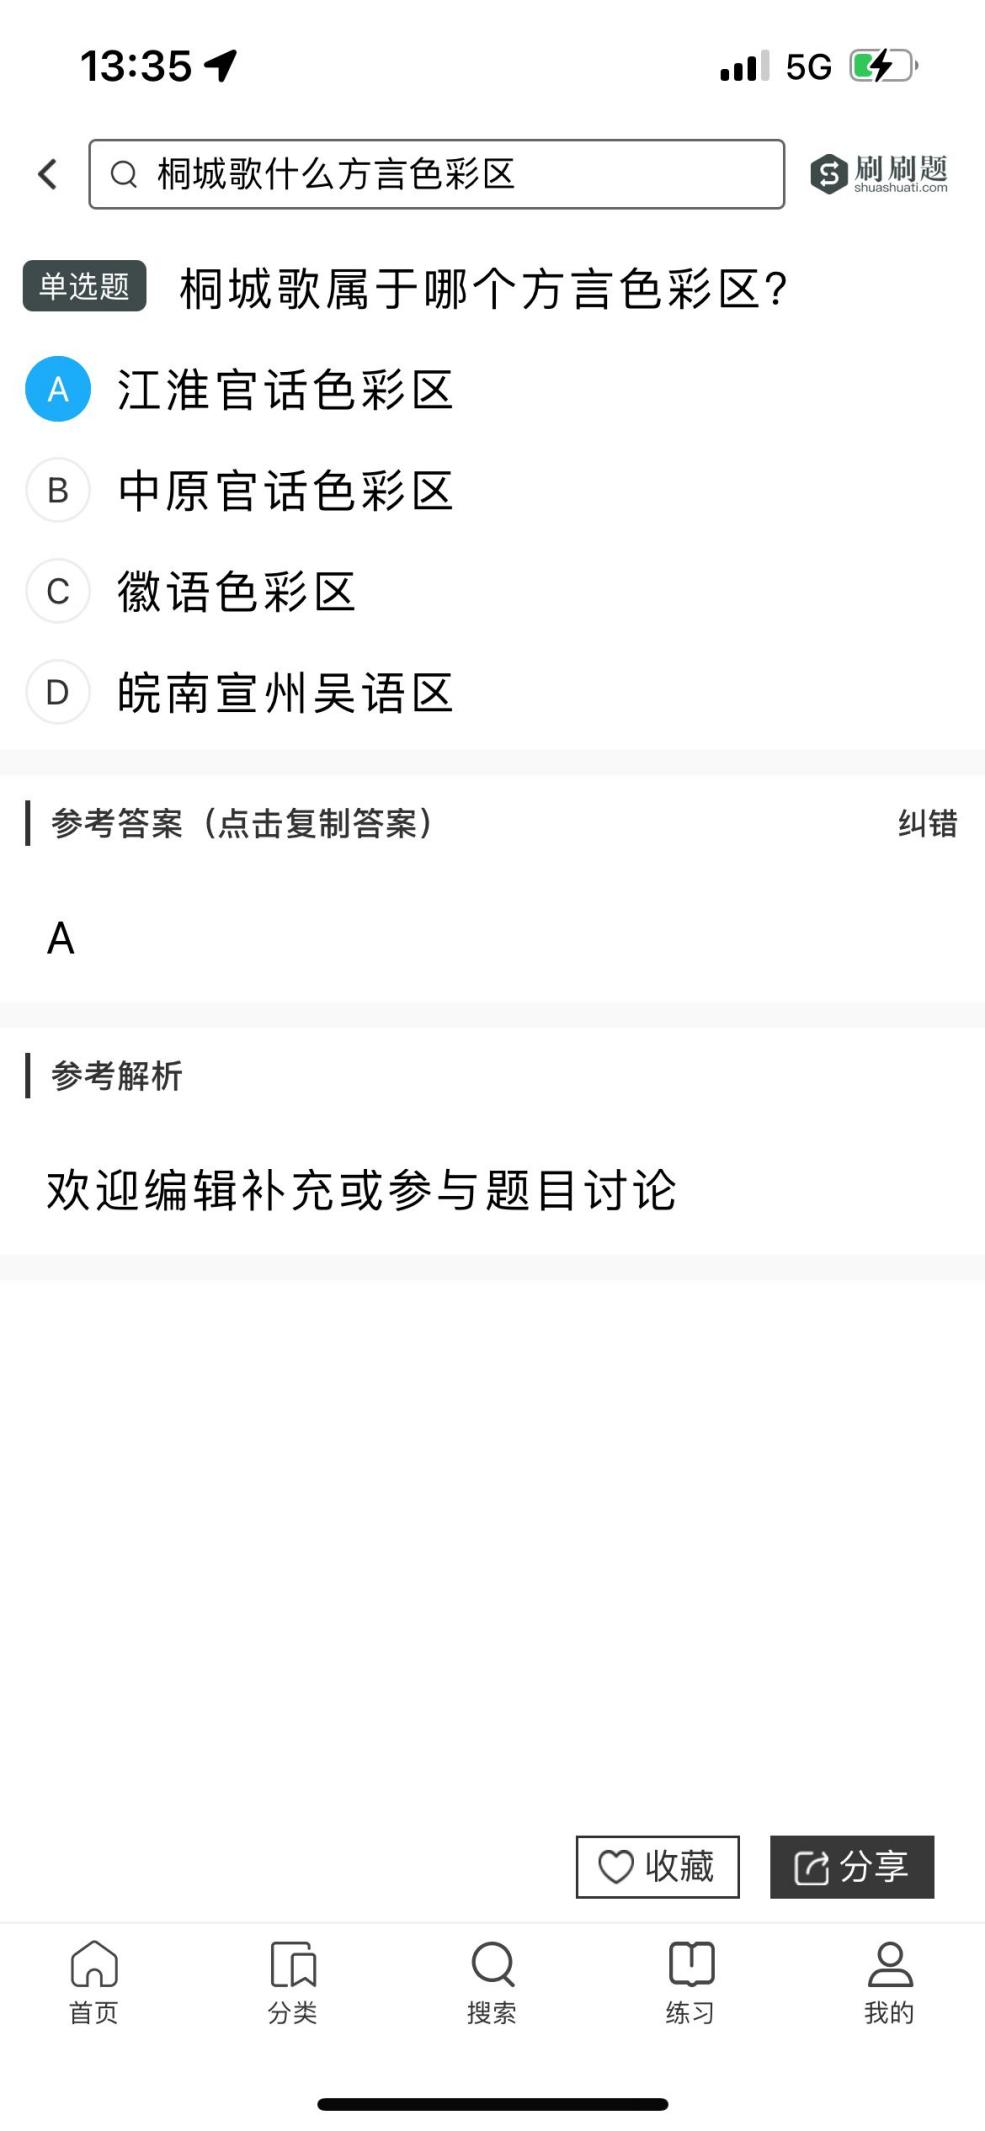 13:35
5G
桐城歌什么方言色彩区
刷刷题
shuashuati.com
单选题 桐城歌属于哪个方言色彩区?
A 江淮官话色彩区
B 中原官话色彩区
C 徽语色彩区
D 皖南宣州吴语区
参考答案（点击复制答案） 纠错
A
参考解析
欢迎编辑补充或参与题目讨论
收藏 分享
首页 分类 搜索 练习 我的